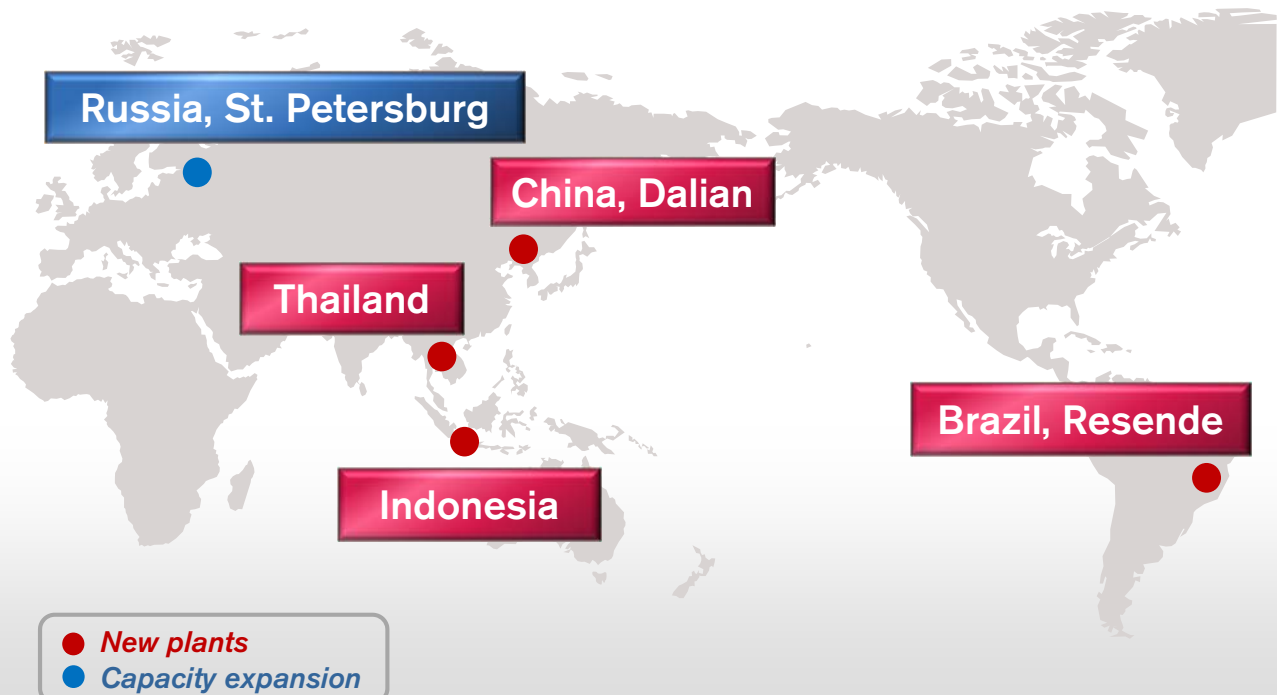 Russia, St. Petersburg
China, Dalian
Thailand
Brazil, Resende
Indonesia
New plants
Capacity expansion